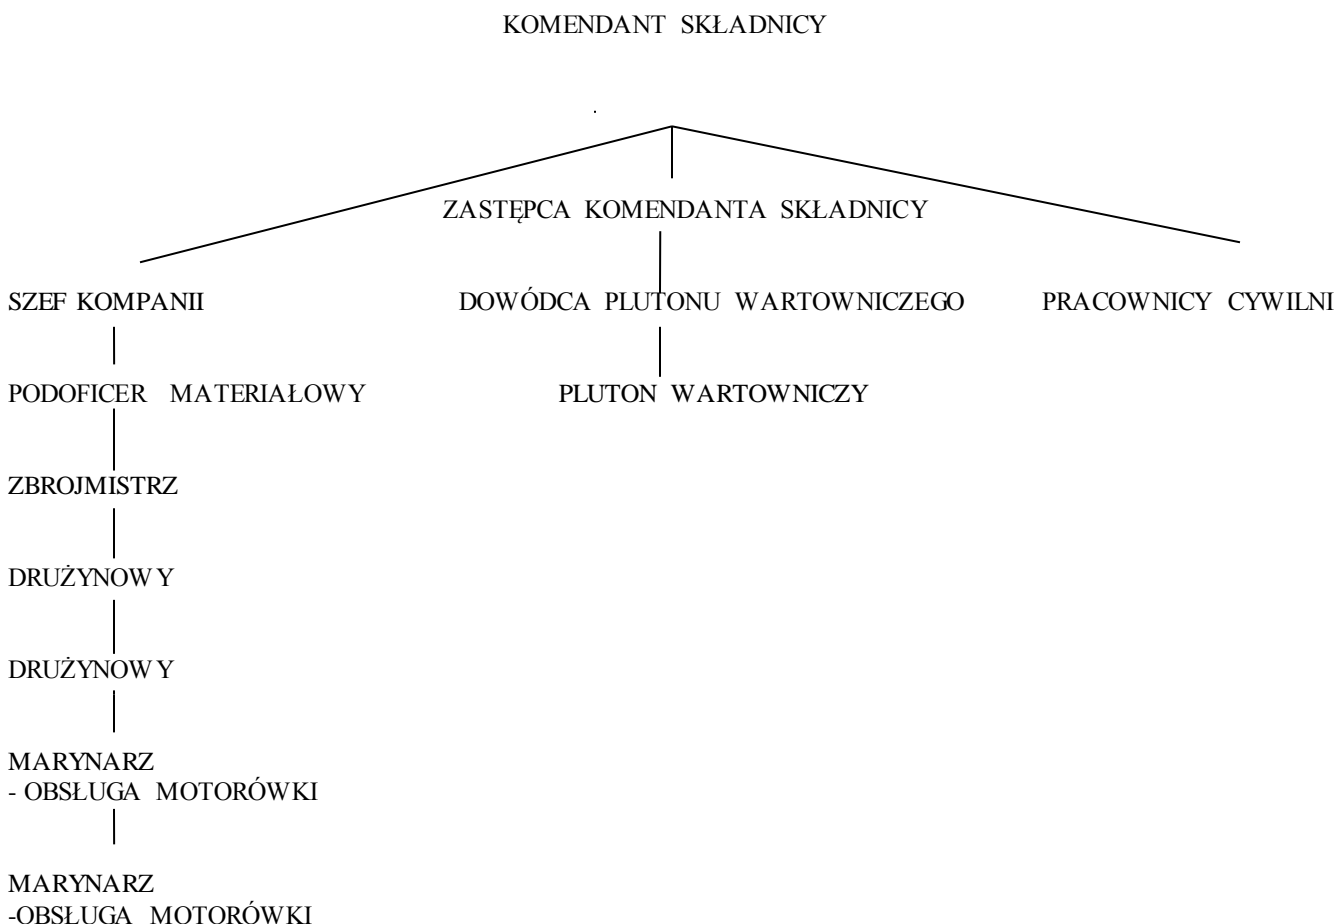 KOMENDANT SKŁADNICY
ZASTĘPCA KOMENDANTA SKŁADNICY
SZEF KOMPANII
DOWÓDCA PLUTONU WARTOWNICZEGO
PRACOWNICY CYWILNI
PODOFICER MATERIAŁOWY
PLUTON WARTOWNICZY
ZBROJMISTRZ
DRUŻYNOWY
DRUŻYNOWY
MARYNARZ
- OBSŁUGA MOTORÓWKI
MARYNARZ
-OBSŁUGA MOTORÓWKI